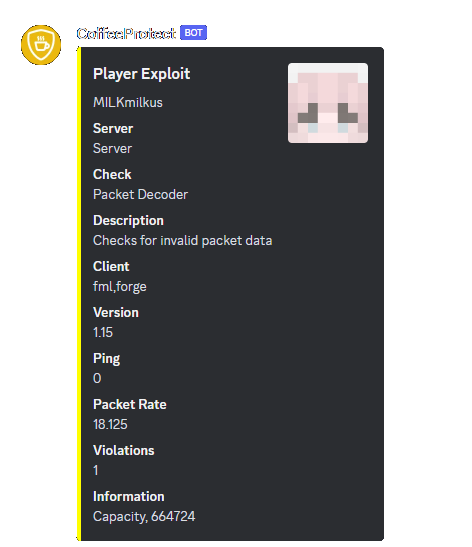 CoffeeProtect BOT
Player Exploit
MILKmilkus
Server
Server
Check
Packet Decoder
Description
Checks for invalid packet data
Client
fml,forge
Version
1.15
Ping
0
Packet Rate
18.125
Violations
1
Information
Capacity, 664724